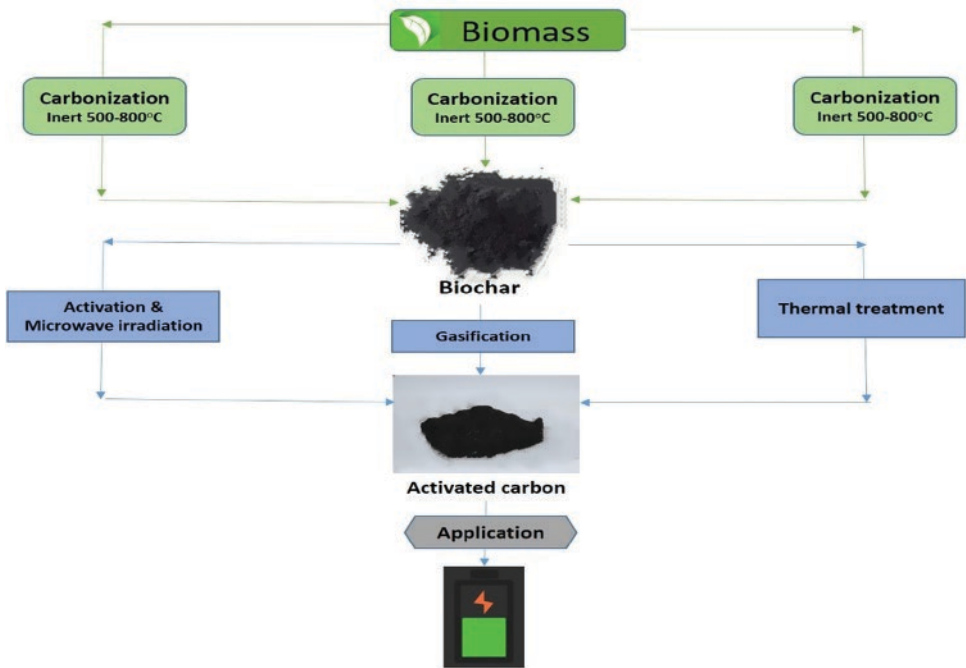 Biomass
Carbonization
Inert 500-800°C
Carbonization
Inert 500-800°C
Carbonization
Inert 500-800°C
Biochar
Activation &
Microwave irradiation
Gasification
Thermal treatment
Activated carbon
Application